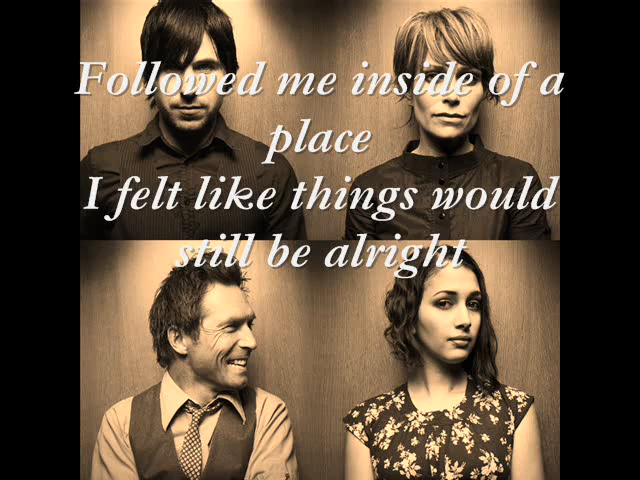 Followed me inside of a
place
I felt like things would
still be alright